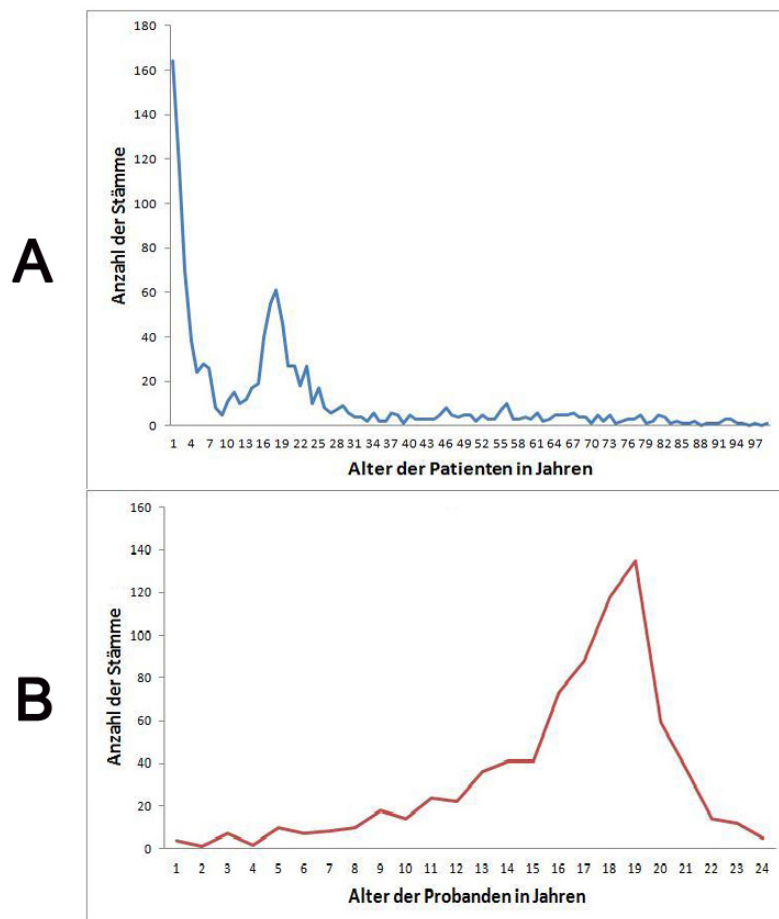 A
180
160
140
120
100
80
60
40
20
0
Anzahl der Stämme
1 4 7 10 13 16 19 22 25 28 31 34 37 40 43 46 49 52 55 58 61 64 67 70 73 76 79 82 85 88 91 94 97
Alter der Patienten in Jahren
B
160
140
120
100
80
60
40
20
0
Anzahl der Stämme
1 2 3 4 5 6 7 8 9 10 11 12 13 14 15 16 17 18 19 20 21 22 23 24
Alter der Probanden in Jahren